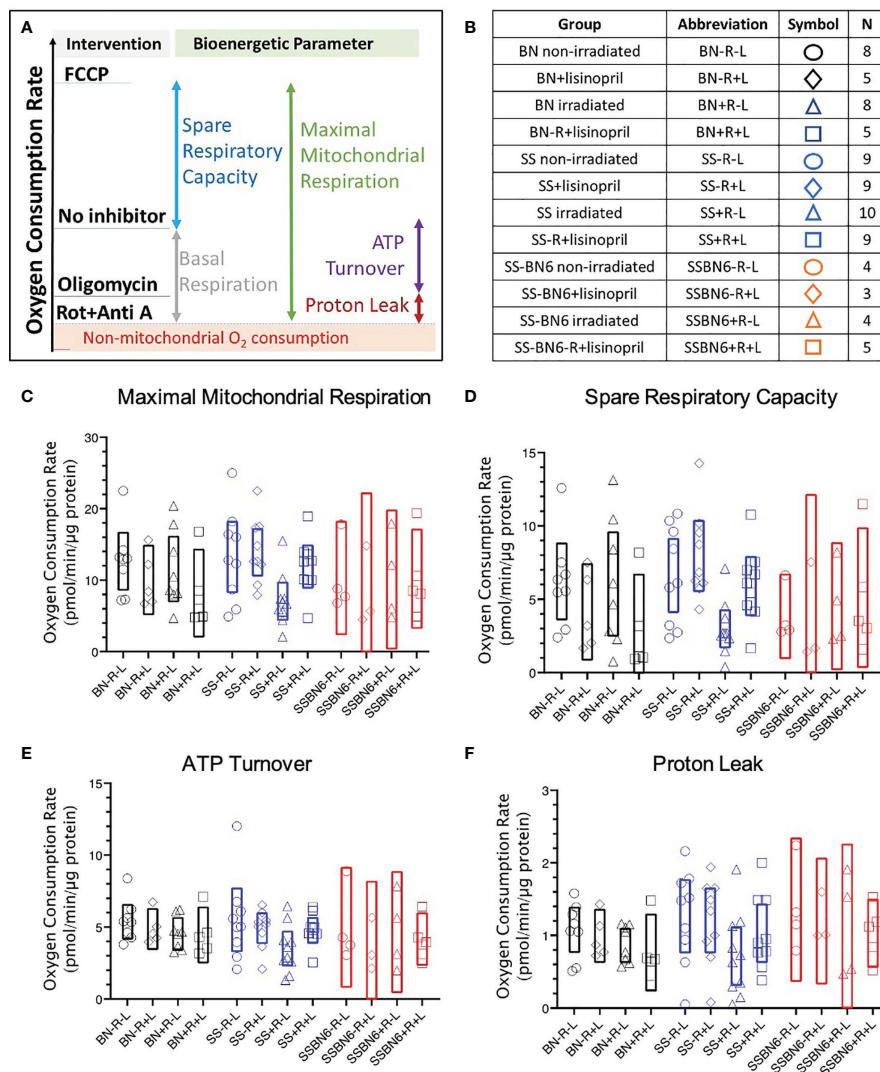 A
Intervention
Bioenergetic Parameter
Oxygen Consumption Rate
FCCP
No inhibitor
Oligomycin
Rot+Anti A
Spare
Respiratory
Capacity
Maximal
Mitochondrial
Respiration
Basal
Respiration
ATP
Turnover
Proton Leak
Non-mitochondrial O₂ consumption
B
Group Abbreviation Symbol N
BN non-irradiated BN-R-L 8
BN+lisinopril BN-R+L 5
BN irradiated BN+R-L 8
BN-R+lisinopril BN+R+L 5
SS non-irradiated SS-R-L 9
SS+lisinopril SS-R+L 9
SS irradiated SS+R-L 10
SS-R+lisinopril SS+R+L 9
SS-BN6 non-irradiated SSBN6-R-L 4
SS-BN6+lisinopril SSBN6-R+L 3
SS-BN6 irradiated SSBN6+R-L 4
SS-BN6-R+lisinopril SSBN6+R+L 5
C
Maximal Mitochondrial Respiration
Oxygen Consumption Rate
(pmol/min/µg protein)
30
20
10
0
BN-R-L
BN-R+L
BN+R-L
BN+R+L
SS-R-L
SS-R+L
SS+R-L
SS+R+L
SSBN6-R-L
SSBN6-R+L
SSBN6+R-L
SSBN6+R+L
D
Spare Respiratory Capacity
Oxygen Consumption Rate
(pmol/min/µg protein)
15
10
5
0
BN-R-L
BN-R+L
BN+R-L
BN+R+L
SS-R-L
SS-R+L
SS+R-L
SS+R+L
SSBN6-R-L
SSBN6-R+L
SSBN6+R-L
SSBN6+R+L
E
ATP Turnover
Oxygen Consumption Rate
(pmol/min/µg protein)
15
10
5
0
BN-R-L
BN-R+L
BN+R-L
BN+R+L
SS-R-L
SS-R+L
SS+R-L
SS+R+L
SSBN6-R-L
SSBN6-R+L
SSBN6+R-L
SSBN6+R+L
F
Proton Leak
Oxygen Consumption Rate
(pmol/min/µg protein)
3
2
1
0
BN-R-L
BN-R+L
BN+R-L
BN+R+L
SS-R-L
SS-R+L
SS+R-L
SS+R+L
SSBN6-R-L
SSBN6-R+L
SSBN6+R-L
SSBN6+R+L